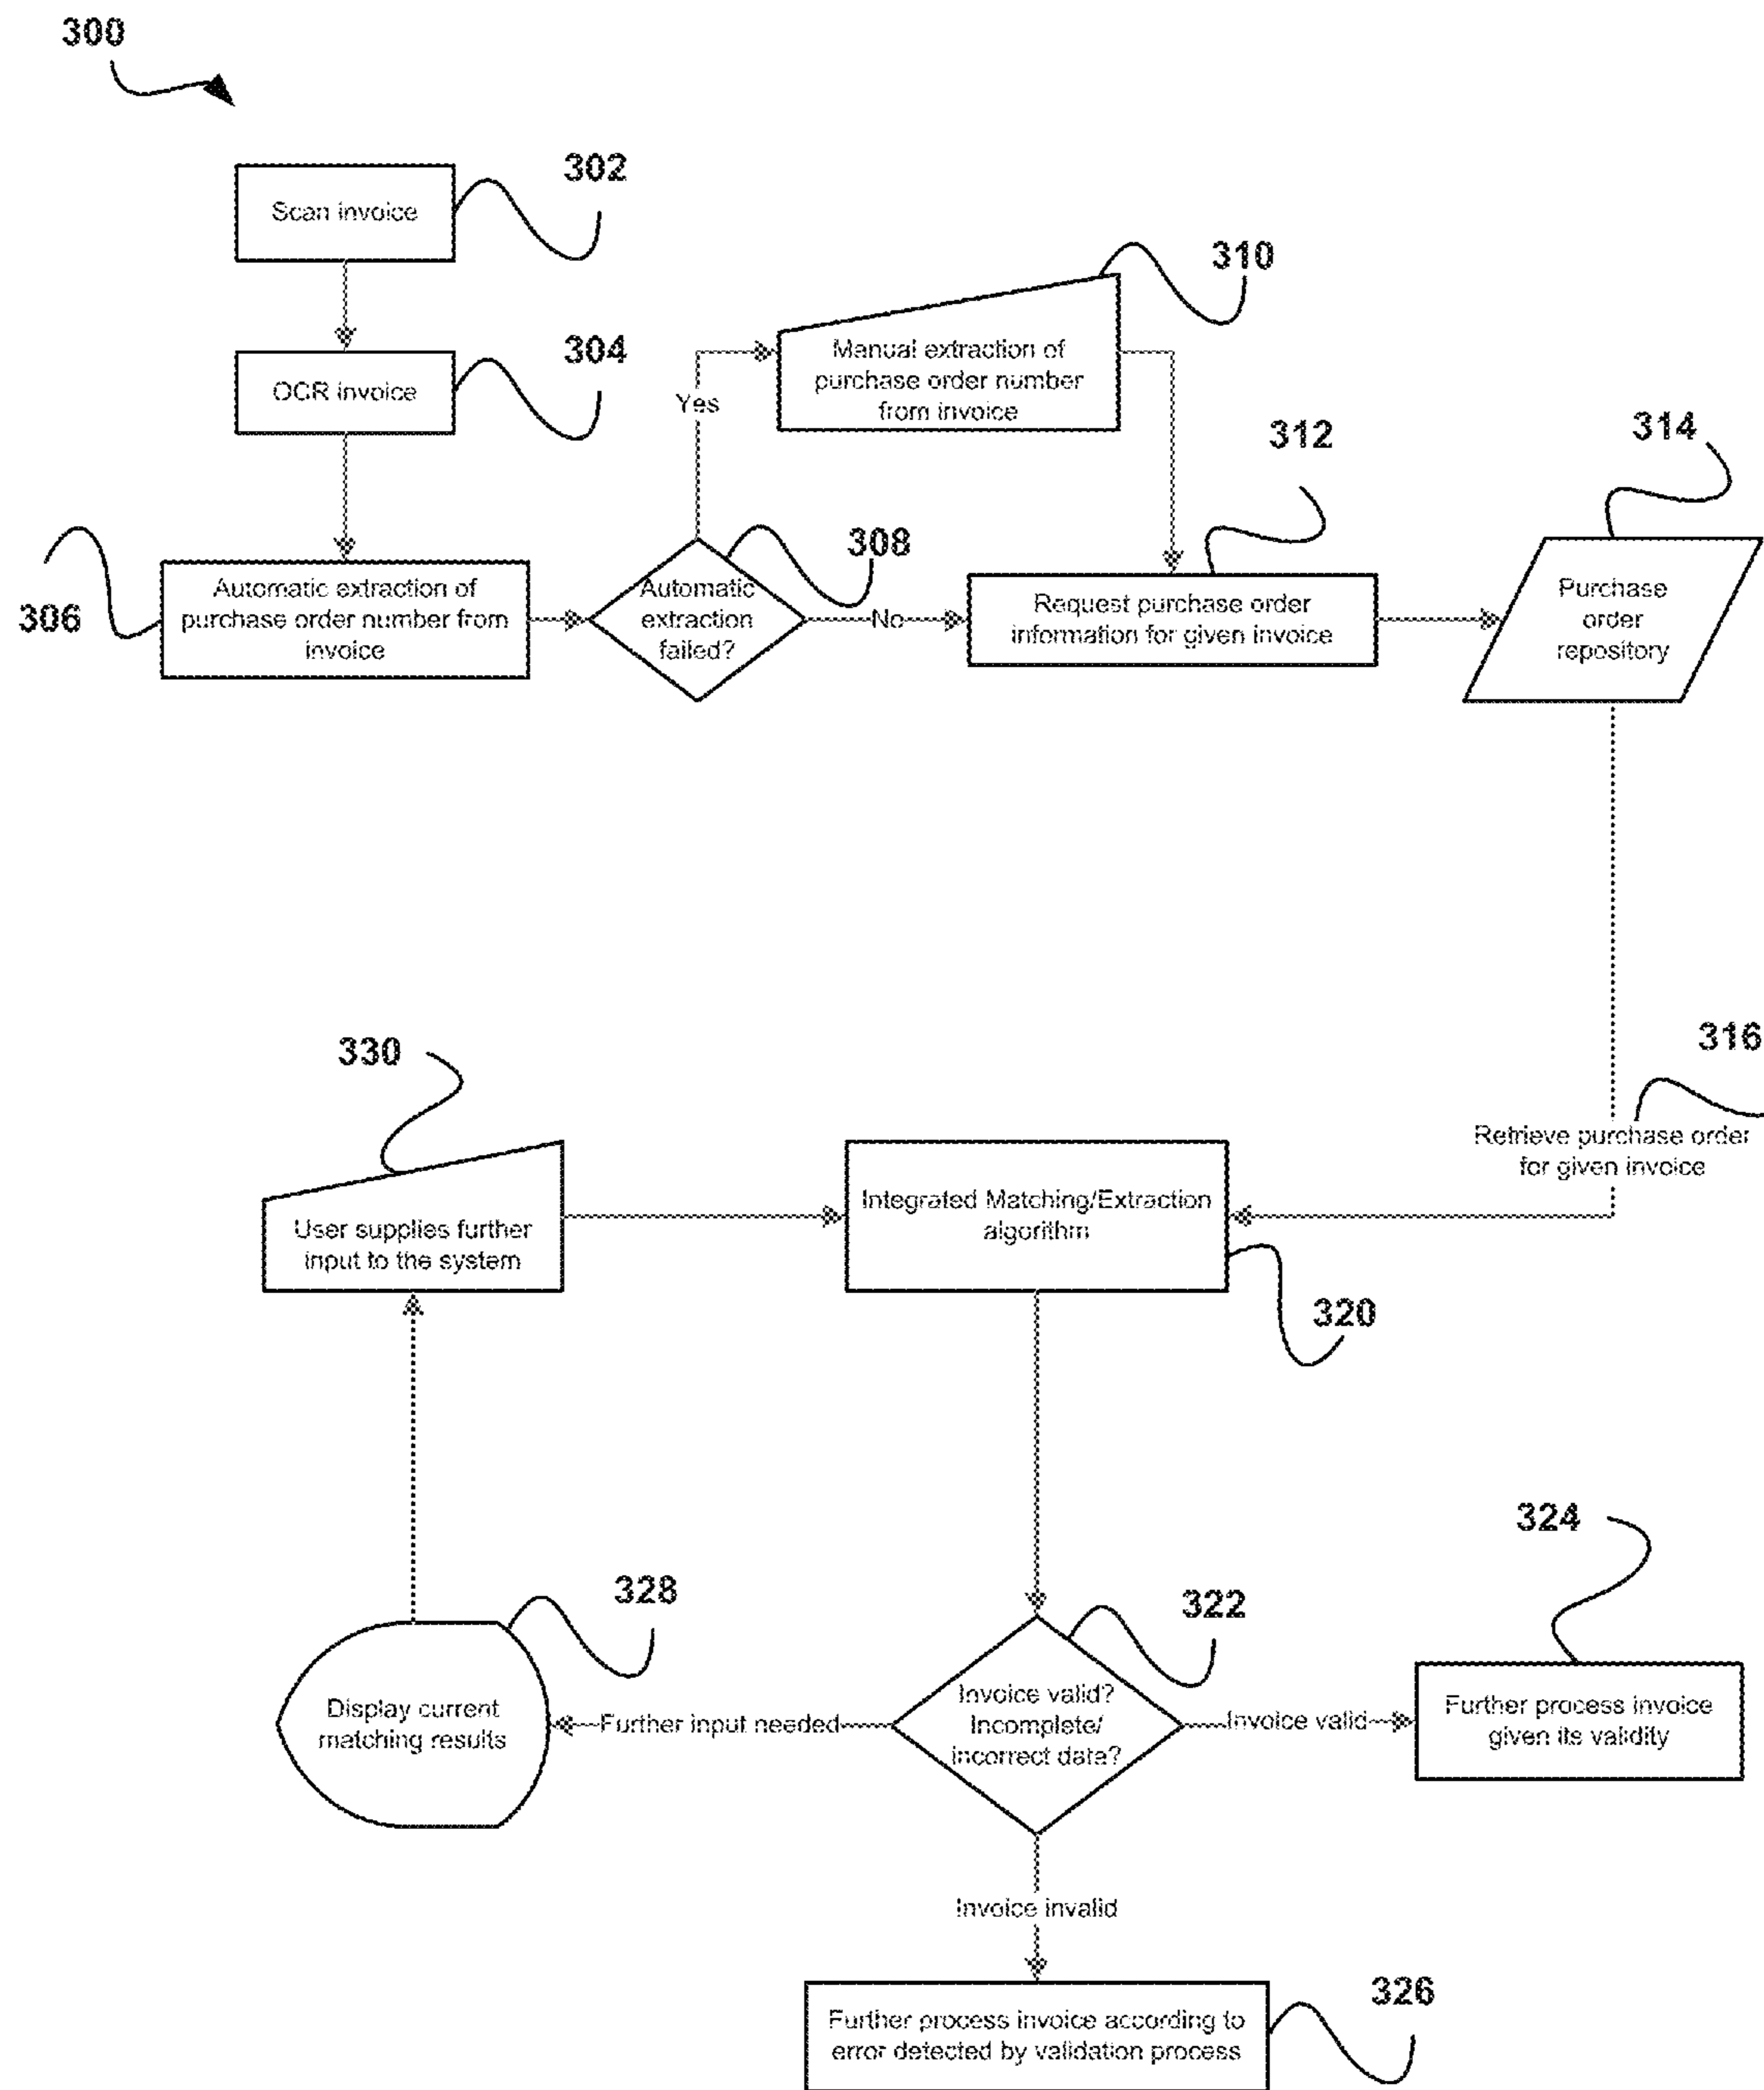 300
302
Scan invoice
304
OCR invoice
306
Automatic extraction of
purchase order number from
invoice
308
Automatic
extraction
failed?
Yes
No
310
Manual extraction of
purchase order number
from invoice
312
Request purchase order
information for given invoice
314
Purchase
order
repository
316
Retrieve purchase order
for given invoice
330
User supplies further
input to the system
Integrated Matching/Extraction
algorithm
320
322
Invoice valid?
Incomplete/
incorrect data?
Further input needed
328
Display current
matching results
Invoice valid
324
Further process invoice
given its validity
Invoice invalid
326
Further process invoice according to
error detected by validation process